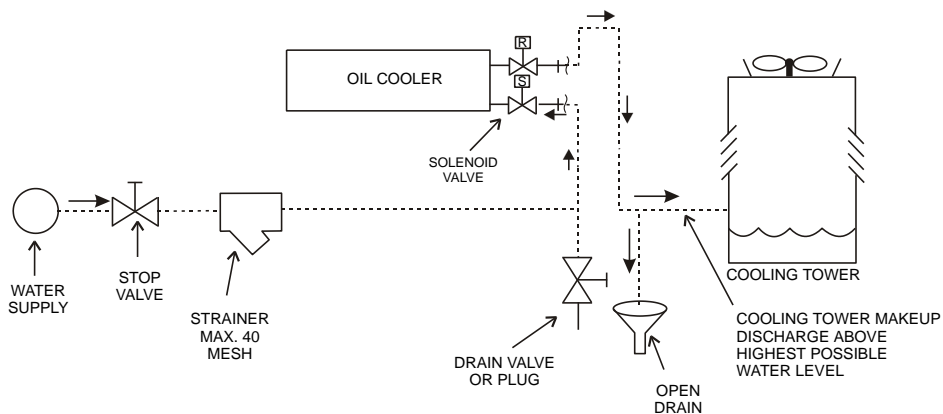 R
OIL COOLER
S
SOLENOID
VALVE
WATER
SUPPLY
STOP
VALVE
STRAINER
MAX. 40
MESH
DRAIN VALVE
OR PLUG
OPEN
DRAIN
COOLING TOWER
COOLING TOWER MAKEUP
DISCHARGE ABOVE
HIGHEST POSSIBLE
WATER LEVEL